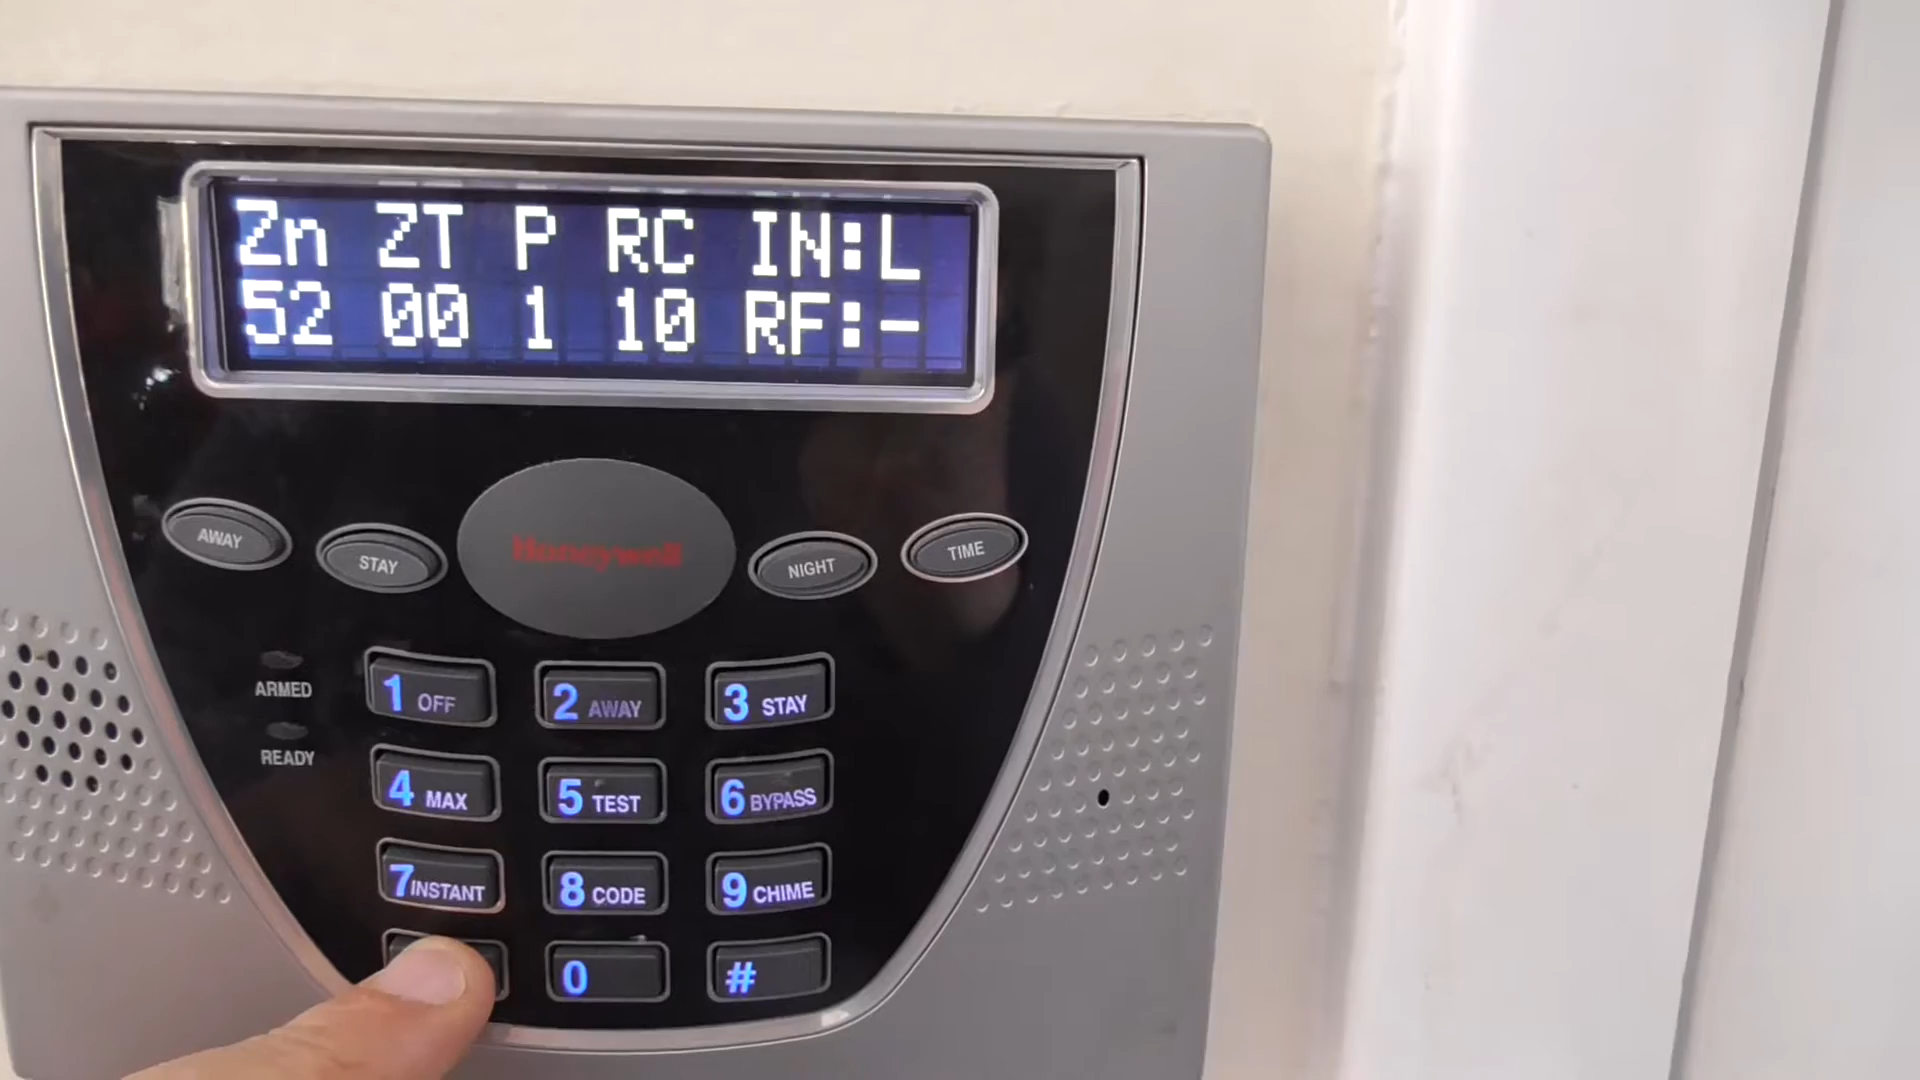 Zn ZT P RC IN:L
52 00 1 10 RF:-
AWAY
STAY
Honeywell
NIGHT
TIME
ARMED
READY
1 OFF
2 AWAY
3 STAY
4 MAX
5 TEST
6 BYPASS
7 INSTANT
8 CODE
9 CHIME
0
#